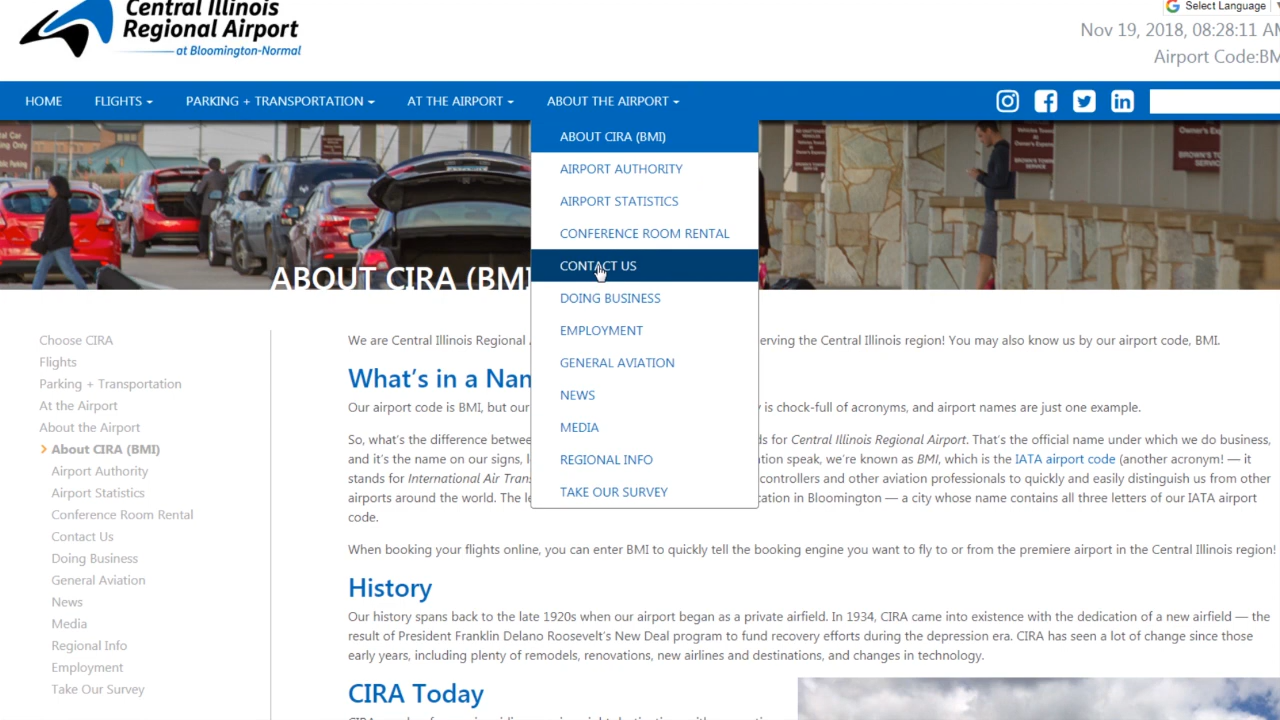 Central Illinois
Regional Airport
at Bloomington-Normal
Select Language
Nov 19, 2018, 08:28:11 AM
Airport Code:BM
HOME FLIGHTS PARKING + TRANSPORTATION AT THE AIRPORT ABOUT THE AIRPORT
ABOUT CIRA (BMI)
AIRPORT AUTHORITY
AIRPORT STATISTICS
CONFERENCE ROOM RENTAL
CONTACT US
DOING BUSINESS
EMPLOYMENT
GENERAL AVIATION
NEWS
MEDIA
REGIONAL INFO
TAKE OUR SURVEY
ABOUT CIRA (BMI
Choose CIRA
Flights
Parking + Transportation
At the Airport
About the Airport
About CIRA (BMI)
Airport Authority
Airport Statistics
Conference Room Rental
Contact Us
Doing Business
General Aviation
News
Media
Regional Info
Employment
Take Our Survey
We are Central Illinois Regional erving the Central Illinois region! You may also know us by our airport code, BMI.
What's in a Nan
Our airport code is BMI, but our y is chock-full of acronyms, and airport names are just one example.
So, what's the difference betwee ds for Central Illinois Regional Airport. That's the official name under which we do business,
and it's the name on our signs, l ation speak, we're known as BMI, which is the IATA airport code (another acronym! — it
stands for International Air Trans controllers and other aviation professionals to quickly and easily distinguish us from other
airports around the world. The le cation in Bloomington — a city whose name contains all three letters of our IATA airport
code.
When booking your flights online, you can enter BMI to quickly tell the booking engine you want to fly to or from the premiere airport in the Central Illinois region!
History
Our history spans back to the late 1920s when our airport began as a private airfield. In 1934, CIRA came into existence with the dedication of a new airfield — the
result of President Franklin Delano Roosevelt's New Deal program to fund recovery efforts during the depression era. CIRA has seen a lot of change since those
early years, including plenty of remodels, renovations, new airlines and destinations, and changes in technology.
CIRA Today